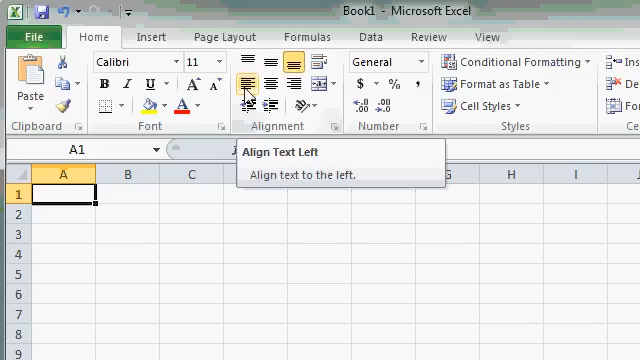 Book1 - Microsoft Excel
File Home Insert Page Layout Formulas Data Review View
Calibri 11 General Conditional Formatting
Paste B I U $ % , Format as Table
A .00 Cell Styles
Clipboard Font Alignment Number Styles
A1
Align Text Left
Align text to the left.
A B C G H I
1
2
3
4
5
6
7
8
9